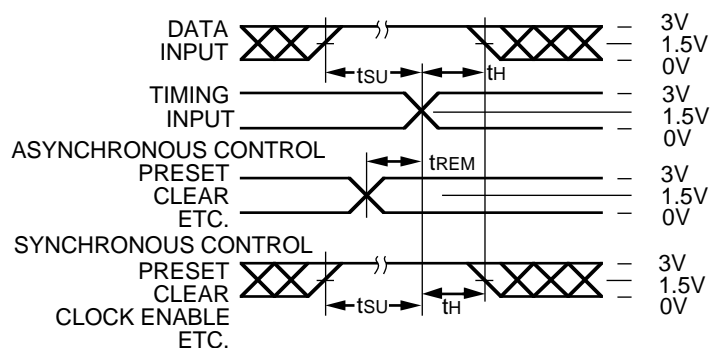 DATA
INPUT
3V
1.5V
0V
tSU
tH
TIMING
INPUT
3V
1.5V
0V
ASYNCHRONOUS CONTROL
tREM
PRESET
CLEAR
ETC.
3V
1.5V
0V
SYNCHRONOUS CONTROL
PRESET
CLEAR
CLOCK ENABLE
ETC.
3V
1.5V
0V
tSU
tH